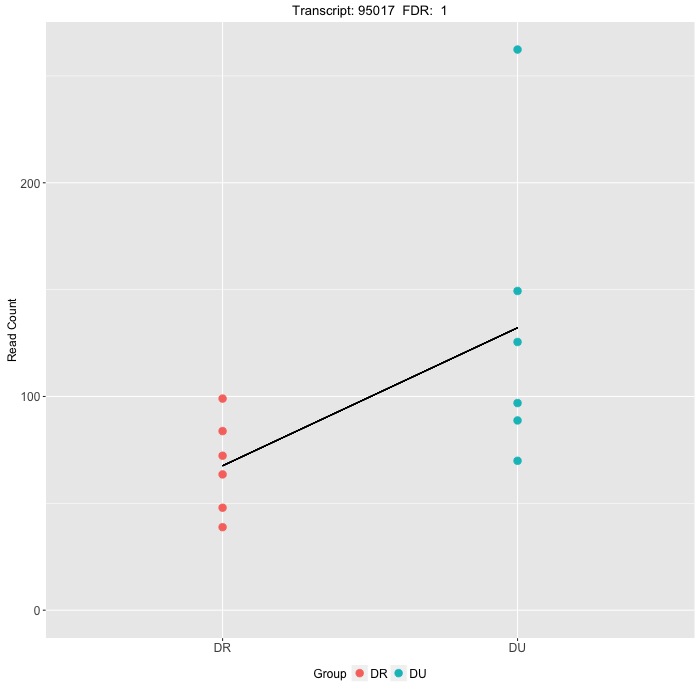 Transcript: 95017  FDR:  1
Read Count
200
100
0
DR DU
Group DR DU